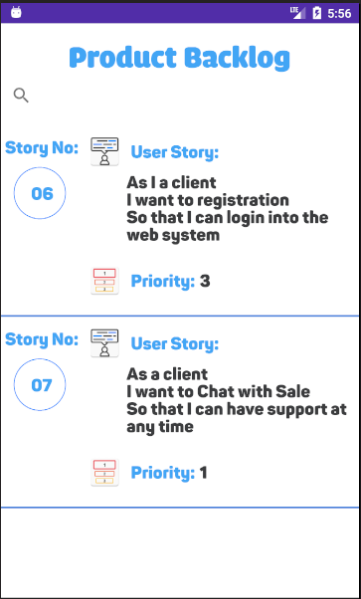 LTE 5:56
Product Backlog
Story No:
06
User Story:
As I a client
I want to registration
So that I can login into the
web system
Priority: 3
Story No:
07
User Story:
As a client
I want to Chat with Sale
So that I can have support at
any time
Priority: 1